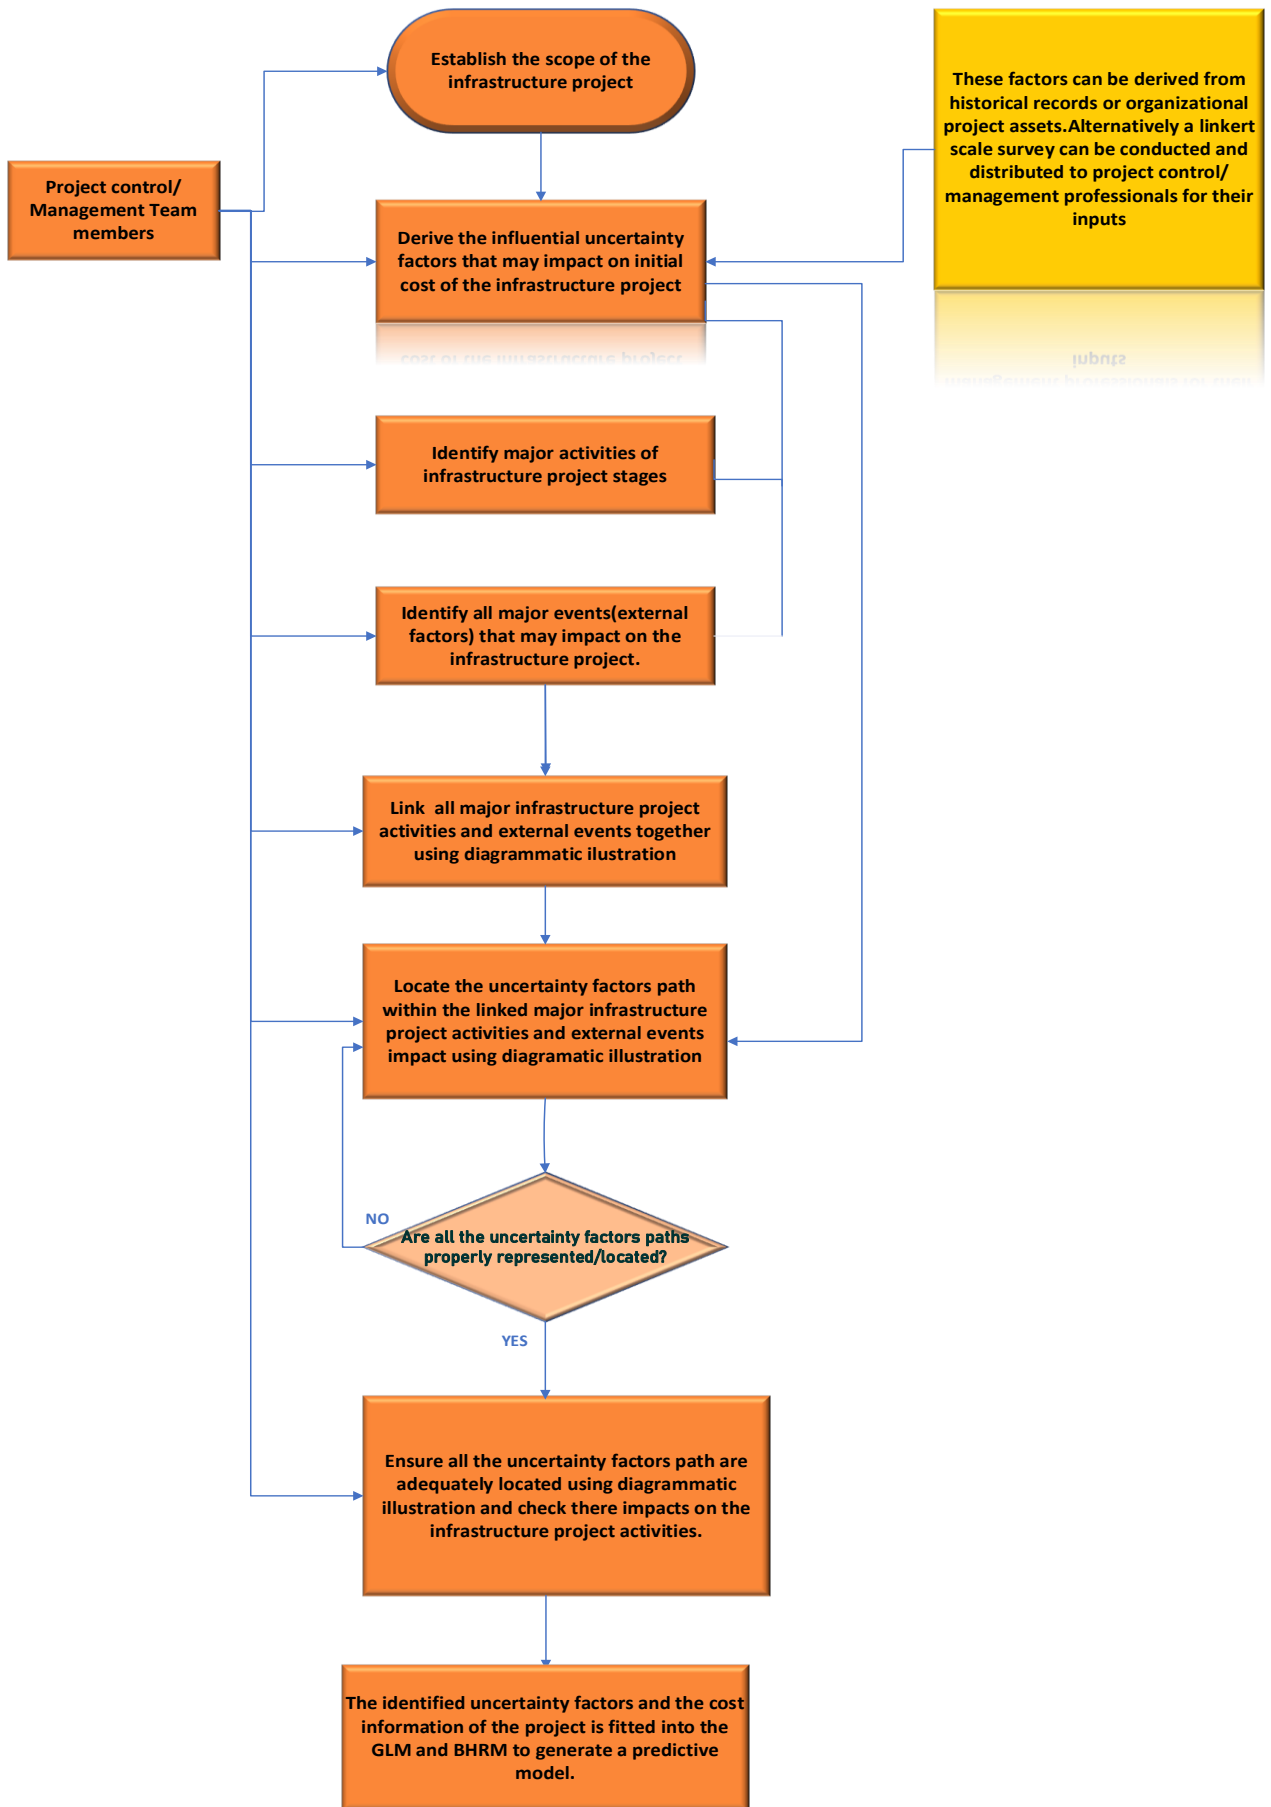 Establish the scope of the
infrastructure project
These factors can be derived from
historical records or organizational
project assets.Alternatively a linkert
scale survey can be conducted and
distributed to project control/
management professionals for their
inputs
Project control/
Management Team
members
Derive the influential uncertainty
factors that may impact on initial
cost of the infrastructure project
Identify major activities of
infrastructure project stages
Identify all major events(external
factors) that may impact on the
infrastructure project.
Link all major infrastructure project
activities and external events together
using diagrammatic ilustration
Locate the uncertainty factors path
within the linked major infrastructure
project activities and external events
impact using diagramatic illustration
NO
Are all the uncertainty factors paths
properly represented/located?
YES
Ensure all the uncertainty factors path are
adequately located using diagrammatic
illustration and check there impacts on the
infrastructure project activities.
The identified uncertainty factors and the cost
information of the project is fitted into the
GLM and BHRM to generate a predictive
model.